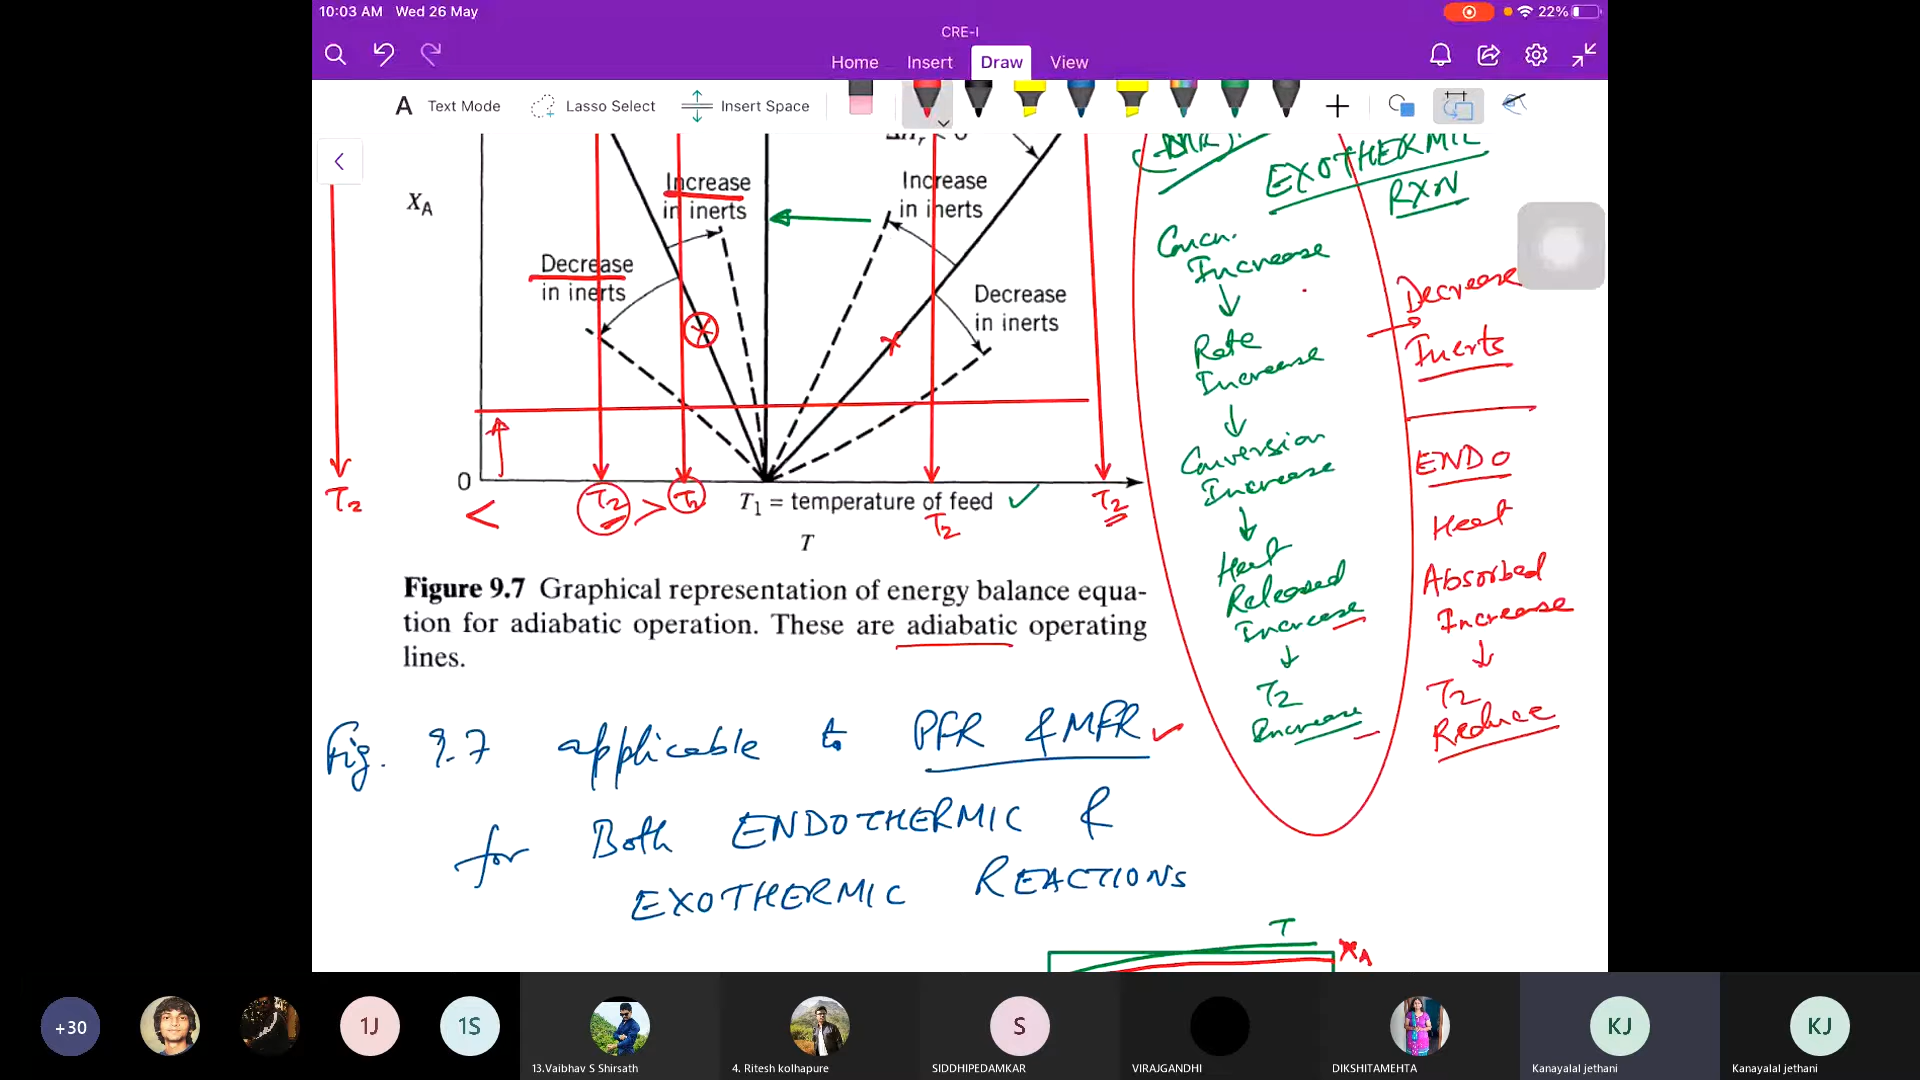 10:03 AM Wed 26 May
22%
CRE-I
Home Insert Draw View
A Text Mode Lasso Select Insert Space
XA
Increase
in inerts
Decrease
in inerts
Increase
in inerts
Decrease
in inerts
0
T1 = temperature of feed ✓
T
T2
<
T2 >
T2
T2
Figure 9.7 Graphical representation of energy balance equa-
tion for adiabatic operation. These are adiabatic operating
lines.
Fig. 9.7 applicable to PFR & MFR ✓
for Both ENDOTHERMIC &
EXOTHERMIC REACTIONS
EXOTHERMIC
RXN
Concn.
Increase
↓
Rate
Increase
↓
Conversion
Increase
↓
Heat
Released
Increase
↓
T2
Increase
Decrease
Inerts
ENDO
Heat
Absorbed
Increase
↓
T2
Reduce
T
XA
+30
1J
1S
13.Vaibhav S Shirsath
4. Ritesh kolhapure
S
SIDDHIPEDAMKAR
VIRAJGANDHI
DIKSHITAMEHTA
KJ
Kanayalal jethani
KJ
Kanayalal jethani